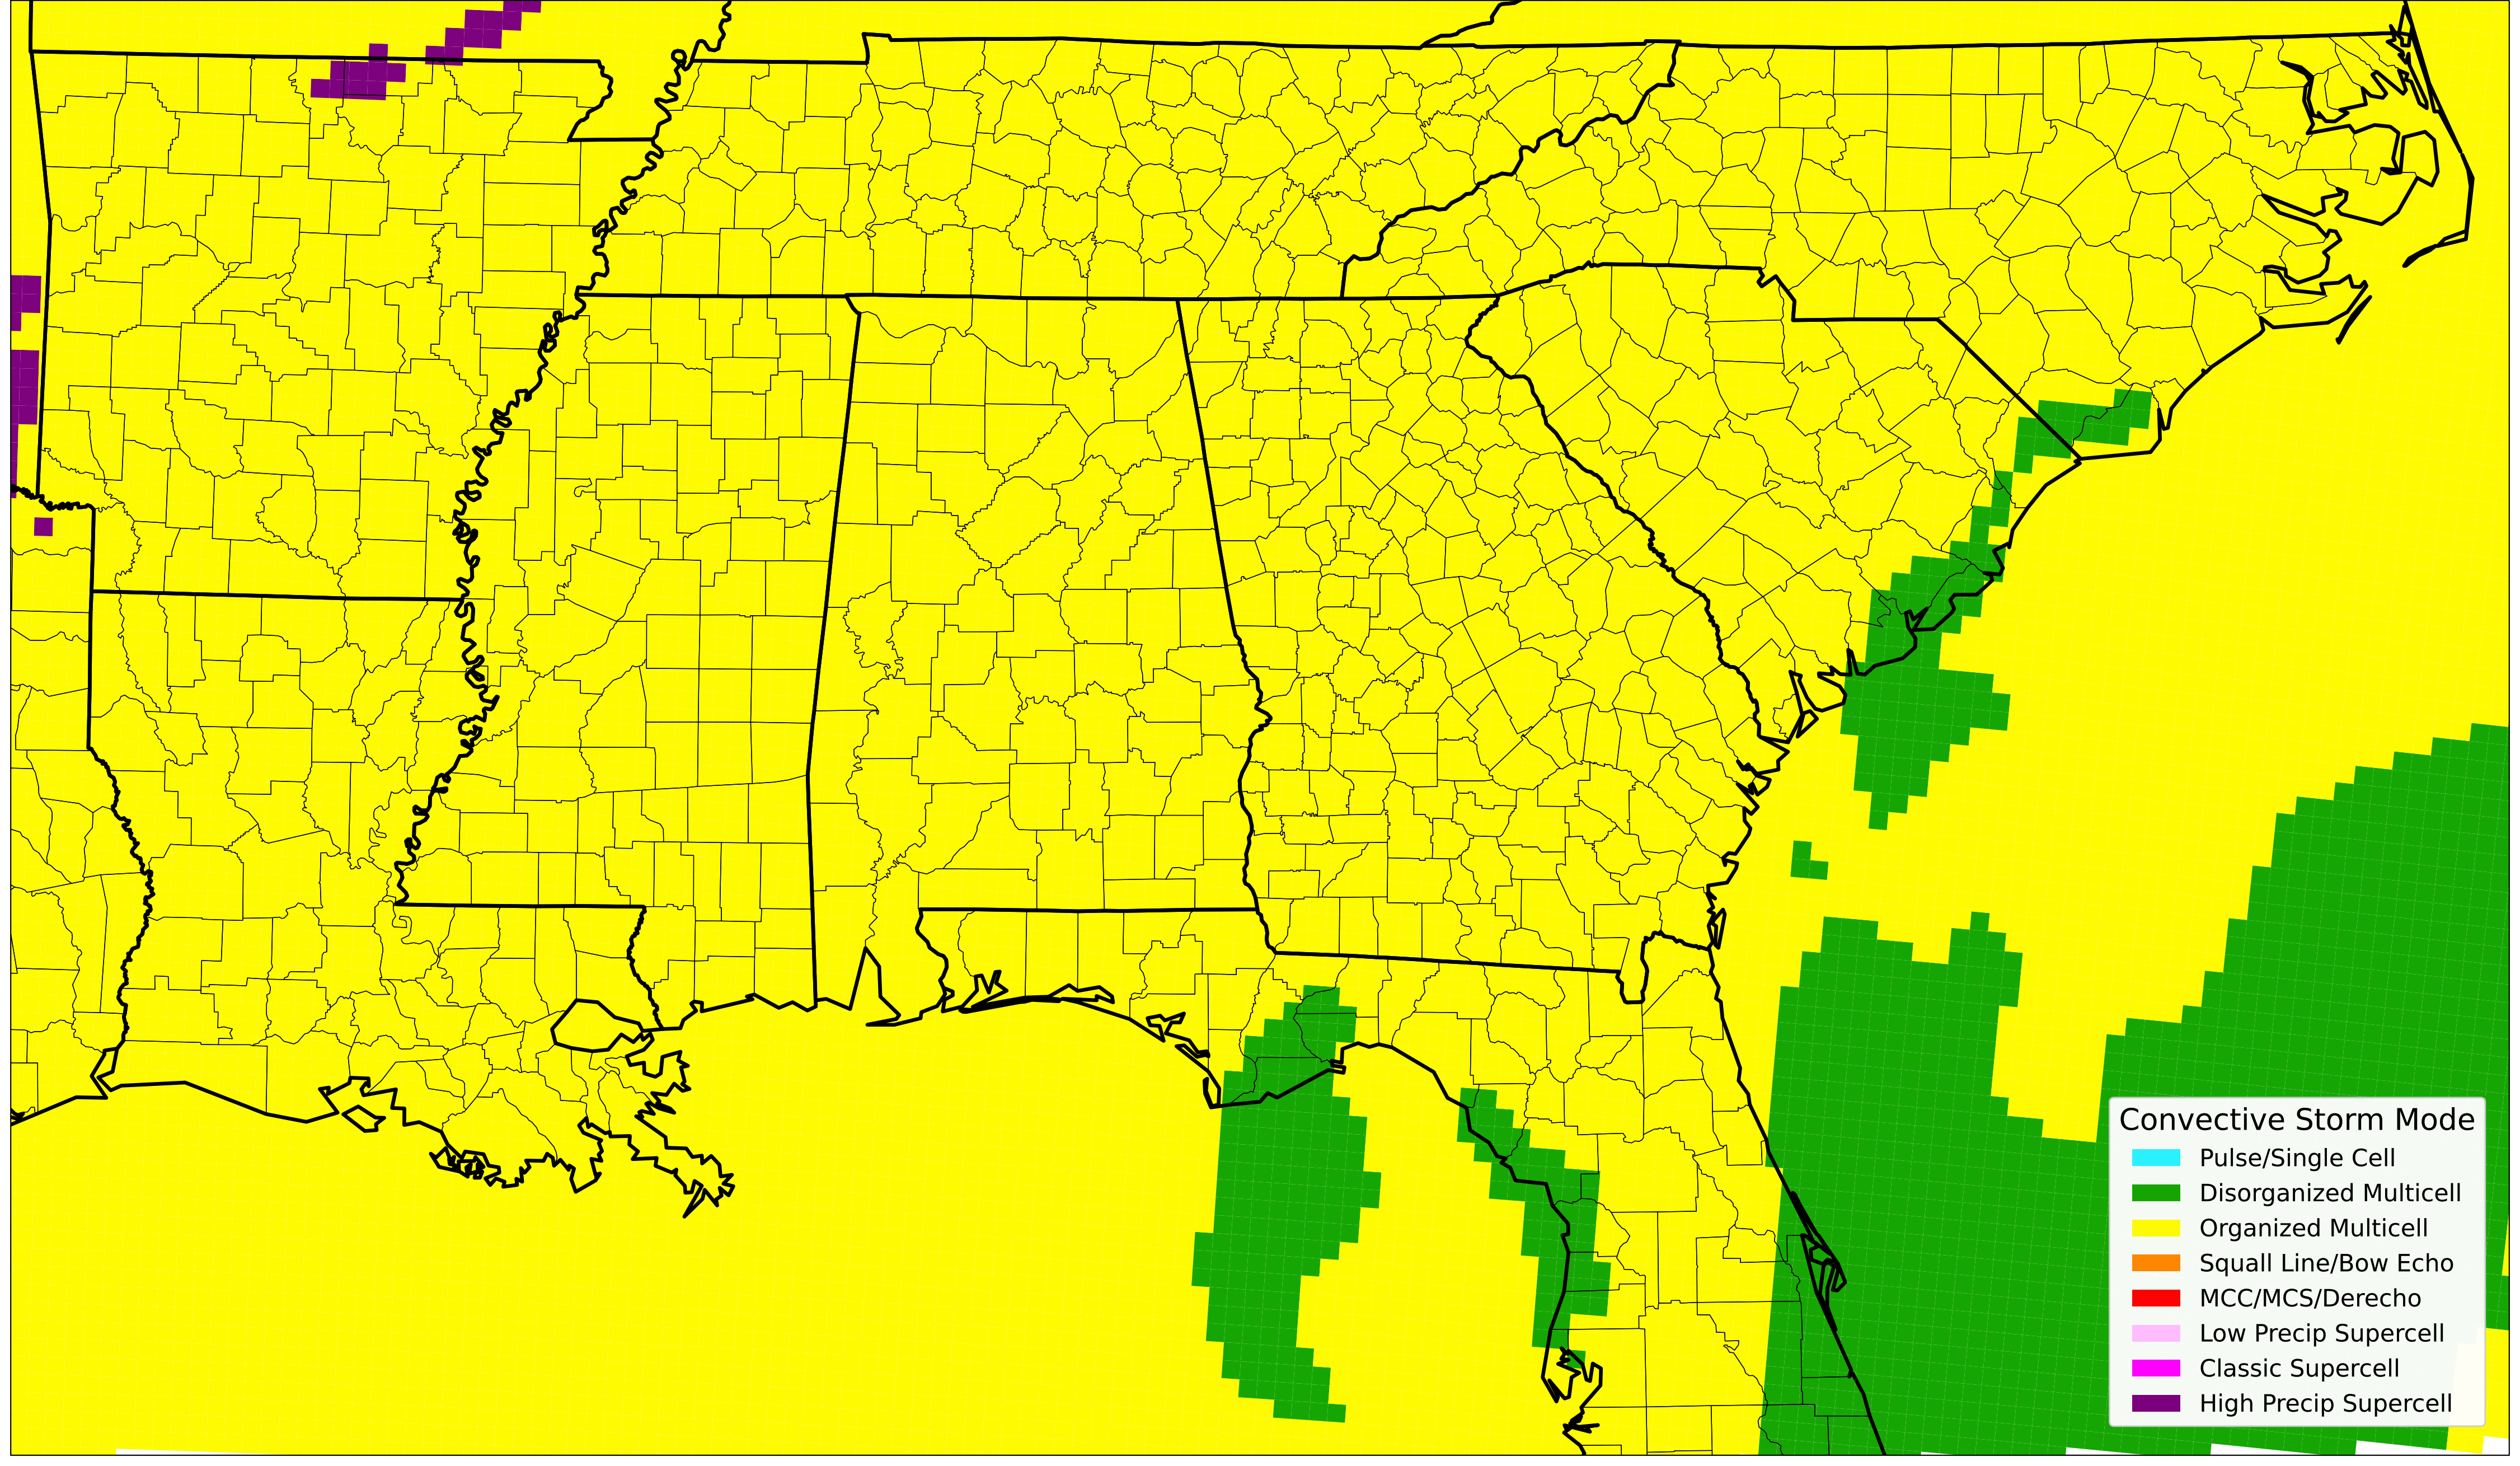 Convective Storm Mode
Pulse/Single Cell
Disorganized Multicell
Organized Multicell
Squall Line/Bow Echo
MCC/MCS/Derecho
Low Precip Supercell
Classic Supercell
High Precip Supercell